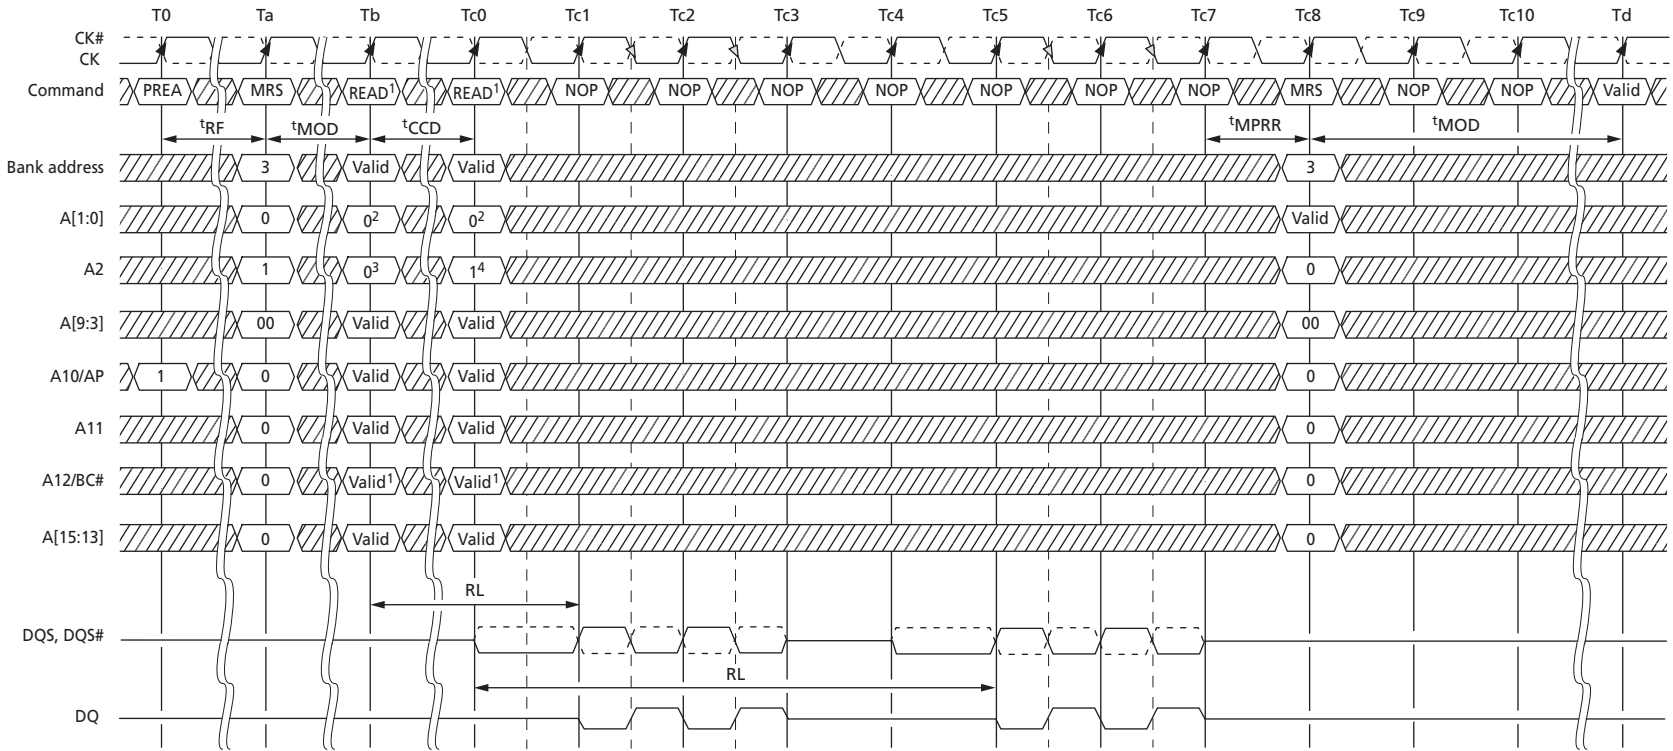 T0 Ta Tb Tc0 Tc1 Tc2 Tc3 Tc4 Tc5 Tc6 Tc7 Tc8 Tc9 Tc10 Td
CK#
CK
Command PREA MRS READ¹ READ¹ NOP NOP NOP NOP NOP NOP NOP MRS NOP NOP Valid
ᵗRF ᵗMOD ᵗCCD ᵗMPRR ᵗMOD
Bank address 3 Valid Valid 3
A[1:0] 0 0² 0² Valid
A2 1 0³ 1⁴ 0
A[9:3] 00 Valid Valid 00
A10/AP 1 0 Valid Valid 0
A11 0 Valid Valid 0
A12/BC# 0 Valid¹ Valid¹ 0
A[15:13] 0 Valid Valid 0
RL
DQS, DQS#
RL
DQ